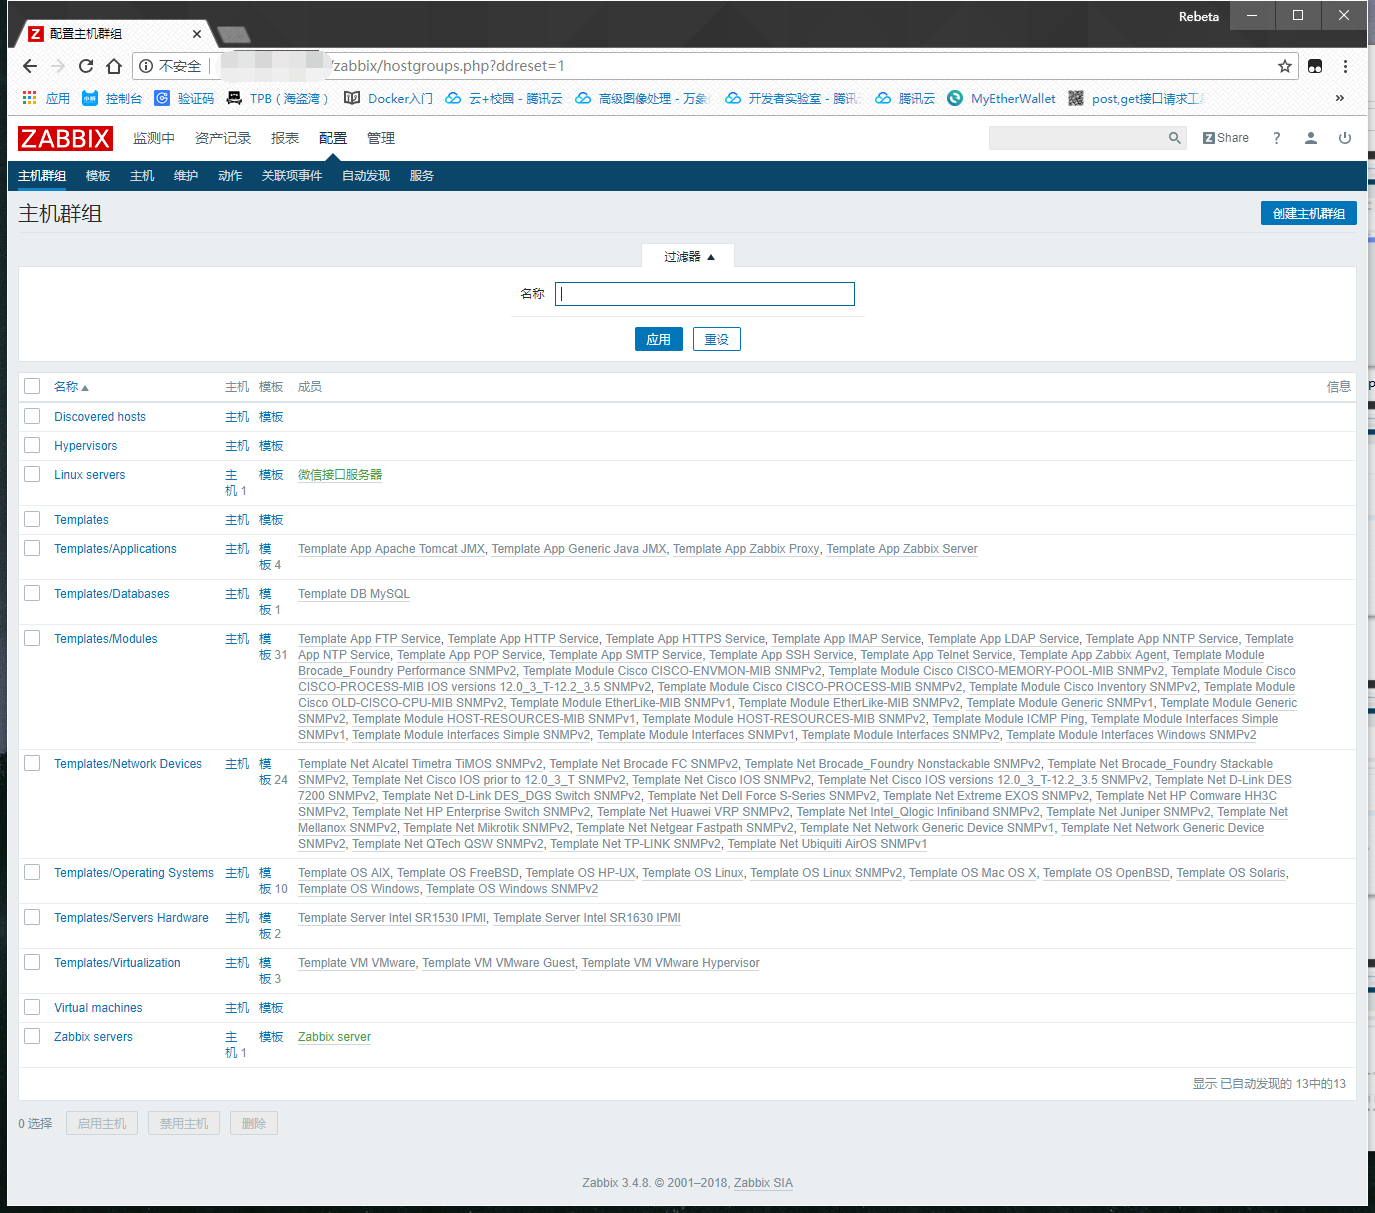 Rebeta
Z 配置主机群组
不安全 /zabbix/hostgroups.php?ddreset=1
应用 控制台 验证码 TPB（海盗湾） Docker入门 云+校园 - 腾讯云 高级图像处理 - 万象 开发者实验室 - 腾讯 腾讯云 MyEtherWallet post,get接口请求工 »
ZABBIX 监测中 资产记录 报表 配置 管理 Z Share ?
主机群组 模板 主机 维护 动作 关联项事件 自动发现 服务
主机群组 创建主机群组
过滤器 ▲
名称
应用 重设
名称 ▲ 主机 模板 成员 信息
Discovered hosts 主机 模板
Hypervisors 主机 模板
Linux servers 主 模板 微信接口服务器
机 1
Templates 主机 模板
Templates/Applications 主机 模 Template App Apache Tomcat JMX, Template App Generic Java JMX, Template App Zabbix Proxy, Template App Zabbix Server
板 4
Templates/Databases 主机 模 Template DB MySQL
板 1
Templates/Modules 主机 模 Template App FTP Service, Template App HTTP Service, Template App HTTPS Service, Template App IMAP Service, Template App LDAP Service, Template App NNTP Service, Template
板 31 App NTP Service, Template App POP Service, Template App SMTP Service, Template App SSH Service, Template App Telnet Service, Template App Zabbix Agent, Template Module
Brocade_Foundry Performance SNMPv2, Template Module Cisco CISCO-ENVMON-MIB SNMPv2, Template Module Cisco CISCO-MEMORY-POOL-MIB SNMPv2, Template Module Cisco
CISCO-PROCESS-MIB IOS versions 12.0_3_T-12.2_3.5 SNMPv2, Template Module Cisco CISCO-PROCESS-MIB SNMPv2, Template Module Cisco Inventory SNMPv2, Template Module
Cisco OLD-CISCO-CPU-MIB SNMPv2, Template Module EtherLike-MIB SNMPv1, Template Module EtherLike-MIB SNMPv2, Template Module Generic SNMPv1, Template Module Generic
SNMPv2, Template Module HOST-RESOURCES-MIB SNMPv1, Template Module HOST-RESOURCES-MIB SNMPv2, Template Module ICMP Ping, Template Module Interfaces Simple
SNMPv1, Template Module Interfaces Simple SNMPv2, Template Module Interfaces SNMPv1, Template Module Interfaces SNMPv2, Template Module Interfaces Windows SNMPv2
Templates/Network Devices 主机 模 Template Net Alcatel Timetra TiMOS SNMPv2, Template Net Brocade FC SNMPv2, Template Net Brocade_Foundry Nonstackable SNMPv2, Template Net Brocade_Foundry Stackable
板 24 SNMPv2, Template Net Cisco IOS prior to 12.0_3_T SNMPv2, Template Net Cisco IOS SNMPv2, Template Net Cisco IOS versions 12.0_3_T-12.2_3.5 SNMPv2, Template Net D-Link DES
7200 SNMPv2, Template Net D-Link DES_DGS Switch SNMPv2, Template Net Dell Force S-Series SNMPv2, Template Net Extreme EXOS SNMPv2, Template Net HP Comware HH3C
SNMPv2, Template Net HP Enterprise Switch SNMPv2, Template Net Huawei VRP SNMPv2, Template Net Intel_Qlogic Infiniband SNMPv2, Template Net Juniper SNMPv2, Template Net
Mellanox SNMPv2, Template Net Mikrotik SNMPv2, Template Net Netgear Fastpath SNMPv2, Template Net Network Generic Device SNMPv1, Template Net Network Generic Device
SNMPv2, Template Net QTech QSW SNMPv2, Template Net TP-LINK SNMPv2, Template Net Ubiquiti AirOS SNMPv1
Templates/Operating Systems 主机 模 Template OS AIX, Template OS FreeBSD, Template OS HP-UX, Template OS Linux, Template OS Linux SNMPv2, Template OS Mac OS X, Template OS OpenBSD, Template OS Solaris,
板 10 Template OS Windows, Template OS Windows SNMPv2
Templates/Servers Hardware 主机 模 Template Server Intel SR1530 IPMI, Template Server Intel SR1630 IPMI
板 2
Templates/Virtualization 主机 模 Template VM VMware, Template VM VMware Guest, Template VM VMware Hypervisor
板 3
Virtual machines 主机 模板
Zabbix servers 主 模板 Zabbix server
机 1
显示 已自动发现的 13中的13
0 选择 启用主机 禁用主机 删除
Zabbix 3.4.8. © 2001–2018, Zabbix SIA